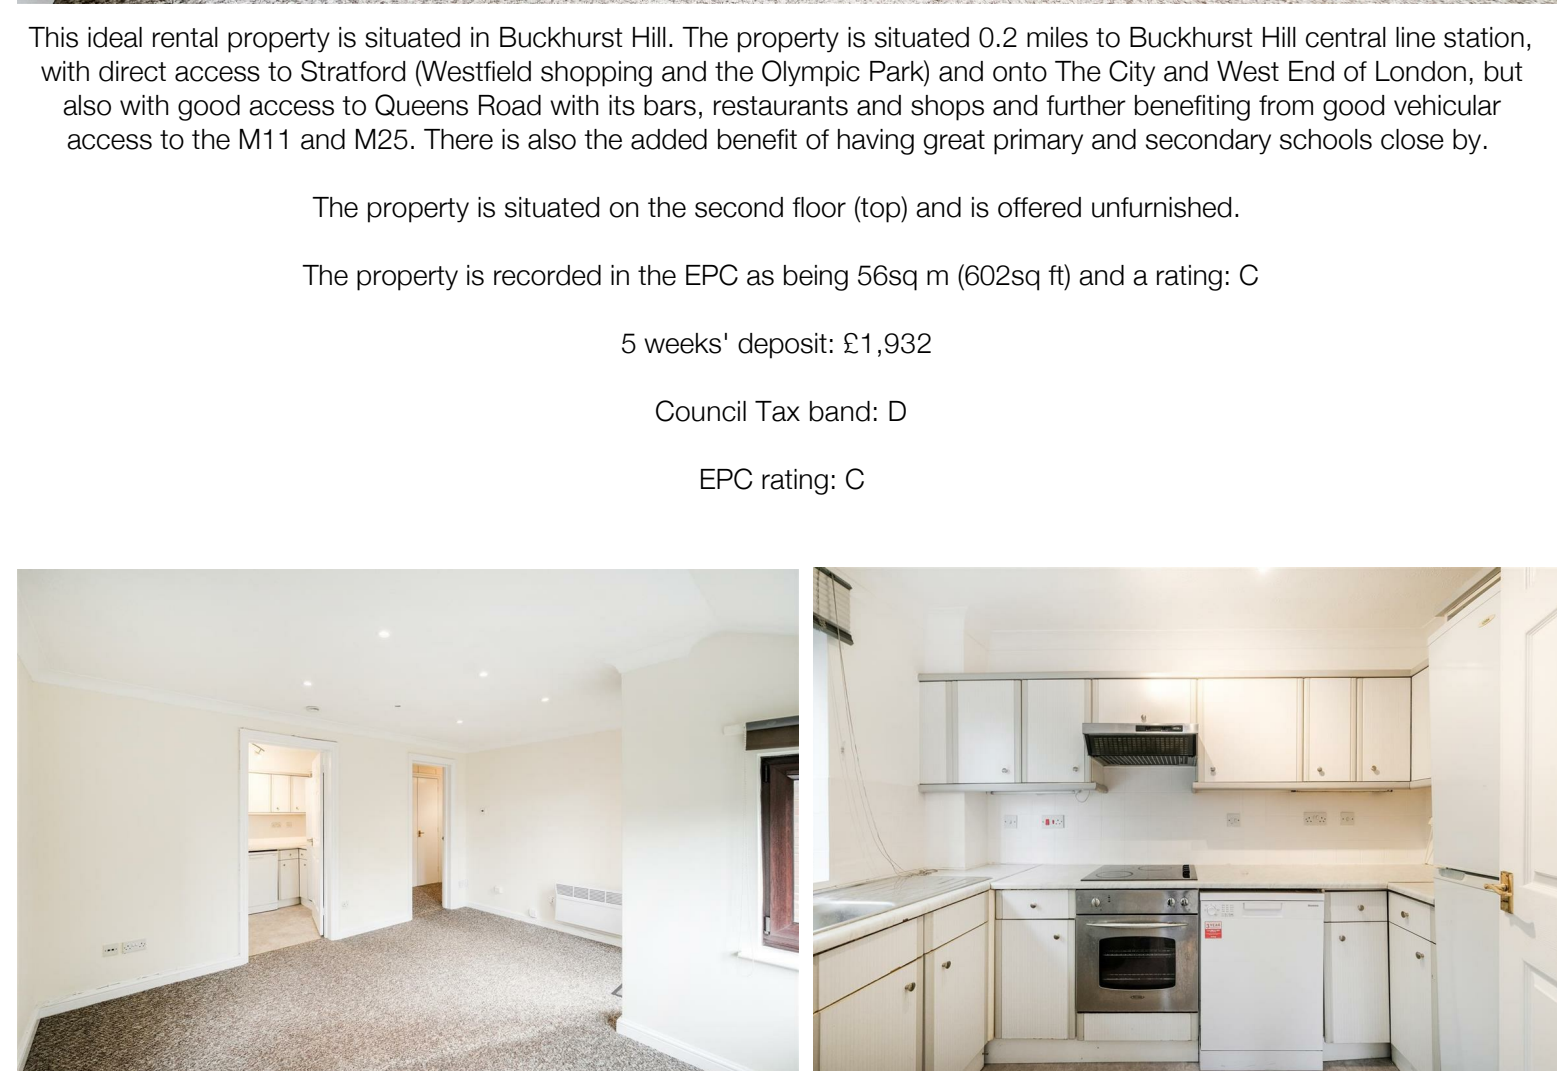 This ideal rental property is situated in Buckhurst Hill. The property is situated 0.2 miles to Buckhurst Hill central line station,
with direct access to Stratford (Westfield shopping and the Olympic Park) and onto The City and West End of London, but
also with good access to Queens Road with its bars, restaurants and shops and further benefiting from good vehicular
access to the M11 and M25. There is also the added benefit of having great primary and secondary schools close by.
The property is situated on the second floor (top) and is offered unfurnished.
The property is recorded in the EPC as being 56sq m (602sq ft) and a rating: C
5 weeks' deposit: £1,932
Council Tax band: D
EPC rating: C